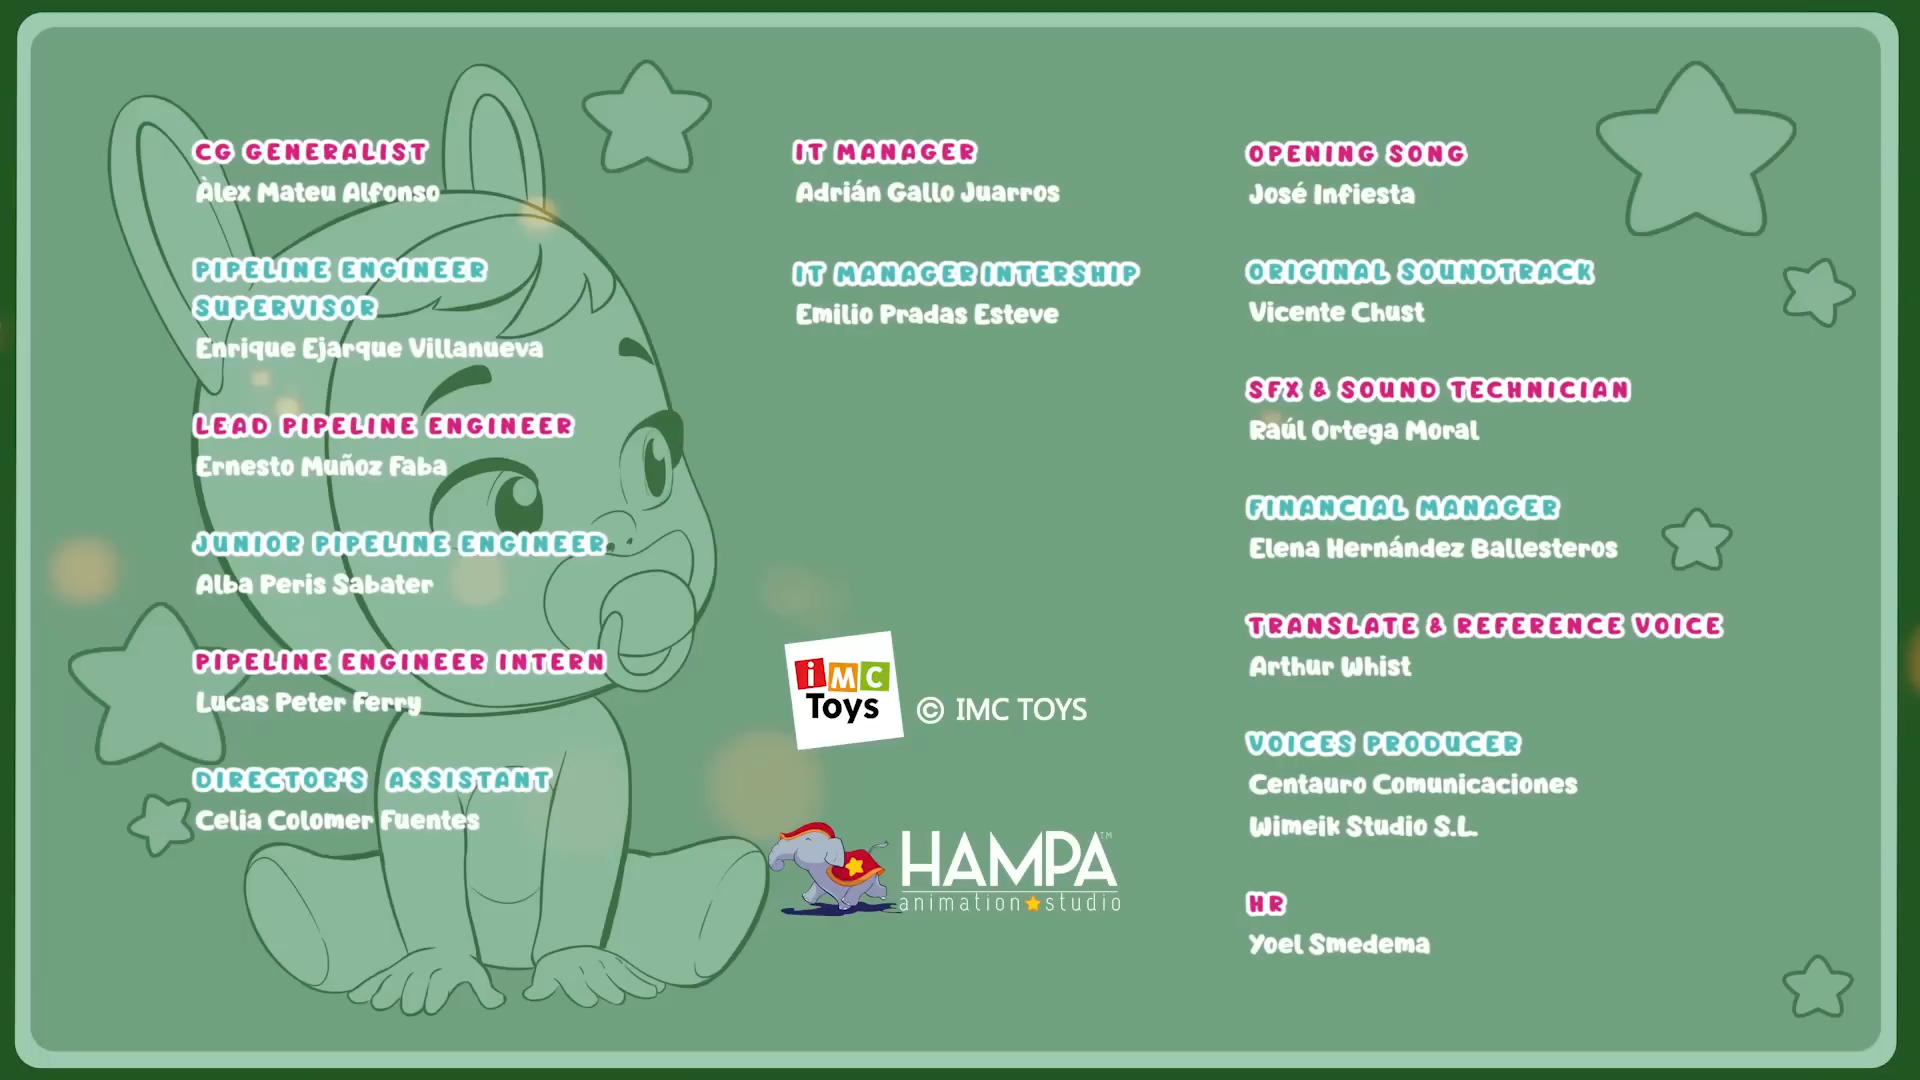 CG GENERALIST
Àlex Mateu Alfonso
PIPELINE ENGINEER
SUPERVISOR
Enrique Ejarque Villanueva
LEAD PIPELINE ENGINEER
Ernesto Muñoz Faba
JUNIOR PIPELINE ENGINEER
Alba Peris Sabater
PIPELINE ENGINEER INTERN
Lucas Peter Ferry
DIRECTOR'S ASSISTANT
Celia Colomer Fuentes
IT MANAGER
Adrián Gallo Juarros
IT MANAGER INTERSHIP
Emilio Pradas Esteve
iMC
Toys
© IMC TOYS
HAMPA™
animation studio
OPENING SONG
José Infiesta
ORIGINAL SOUNDTRACK
Vicente Chust
SFX & SOUND TECHNICIAN
Raúl Ortega Moral
FINANCIAL MANAGER
Elena Hernández Ballesteros
TRANSLATE & REFERENCE VOICE
Arthur Whist
VOICES PRODUCER
Centauro Comunicaciones
Wimeik Studio S.L.
HR
Yoel Smedema